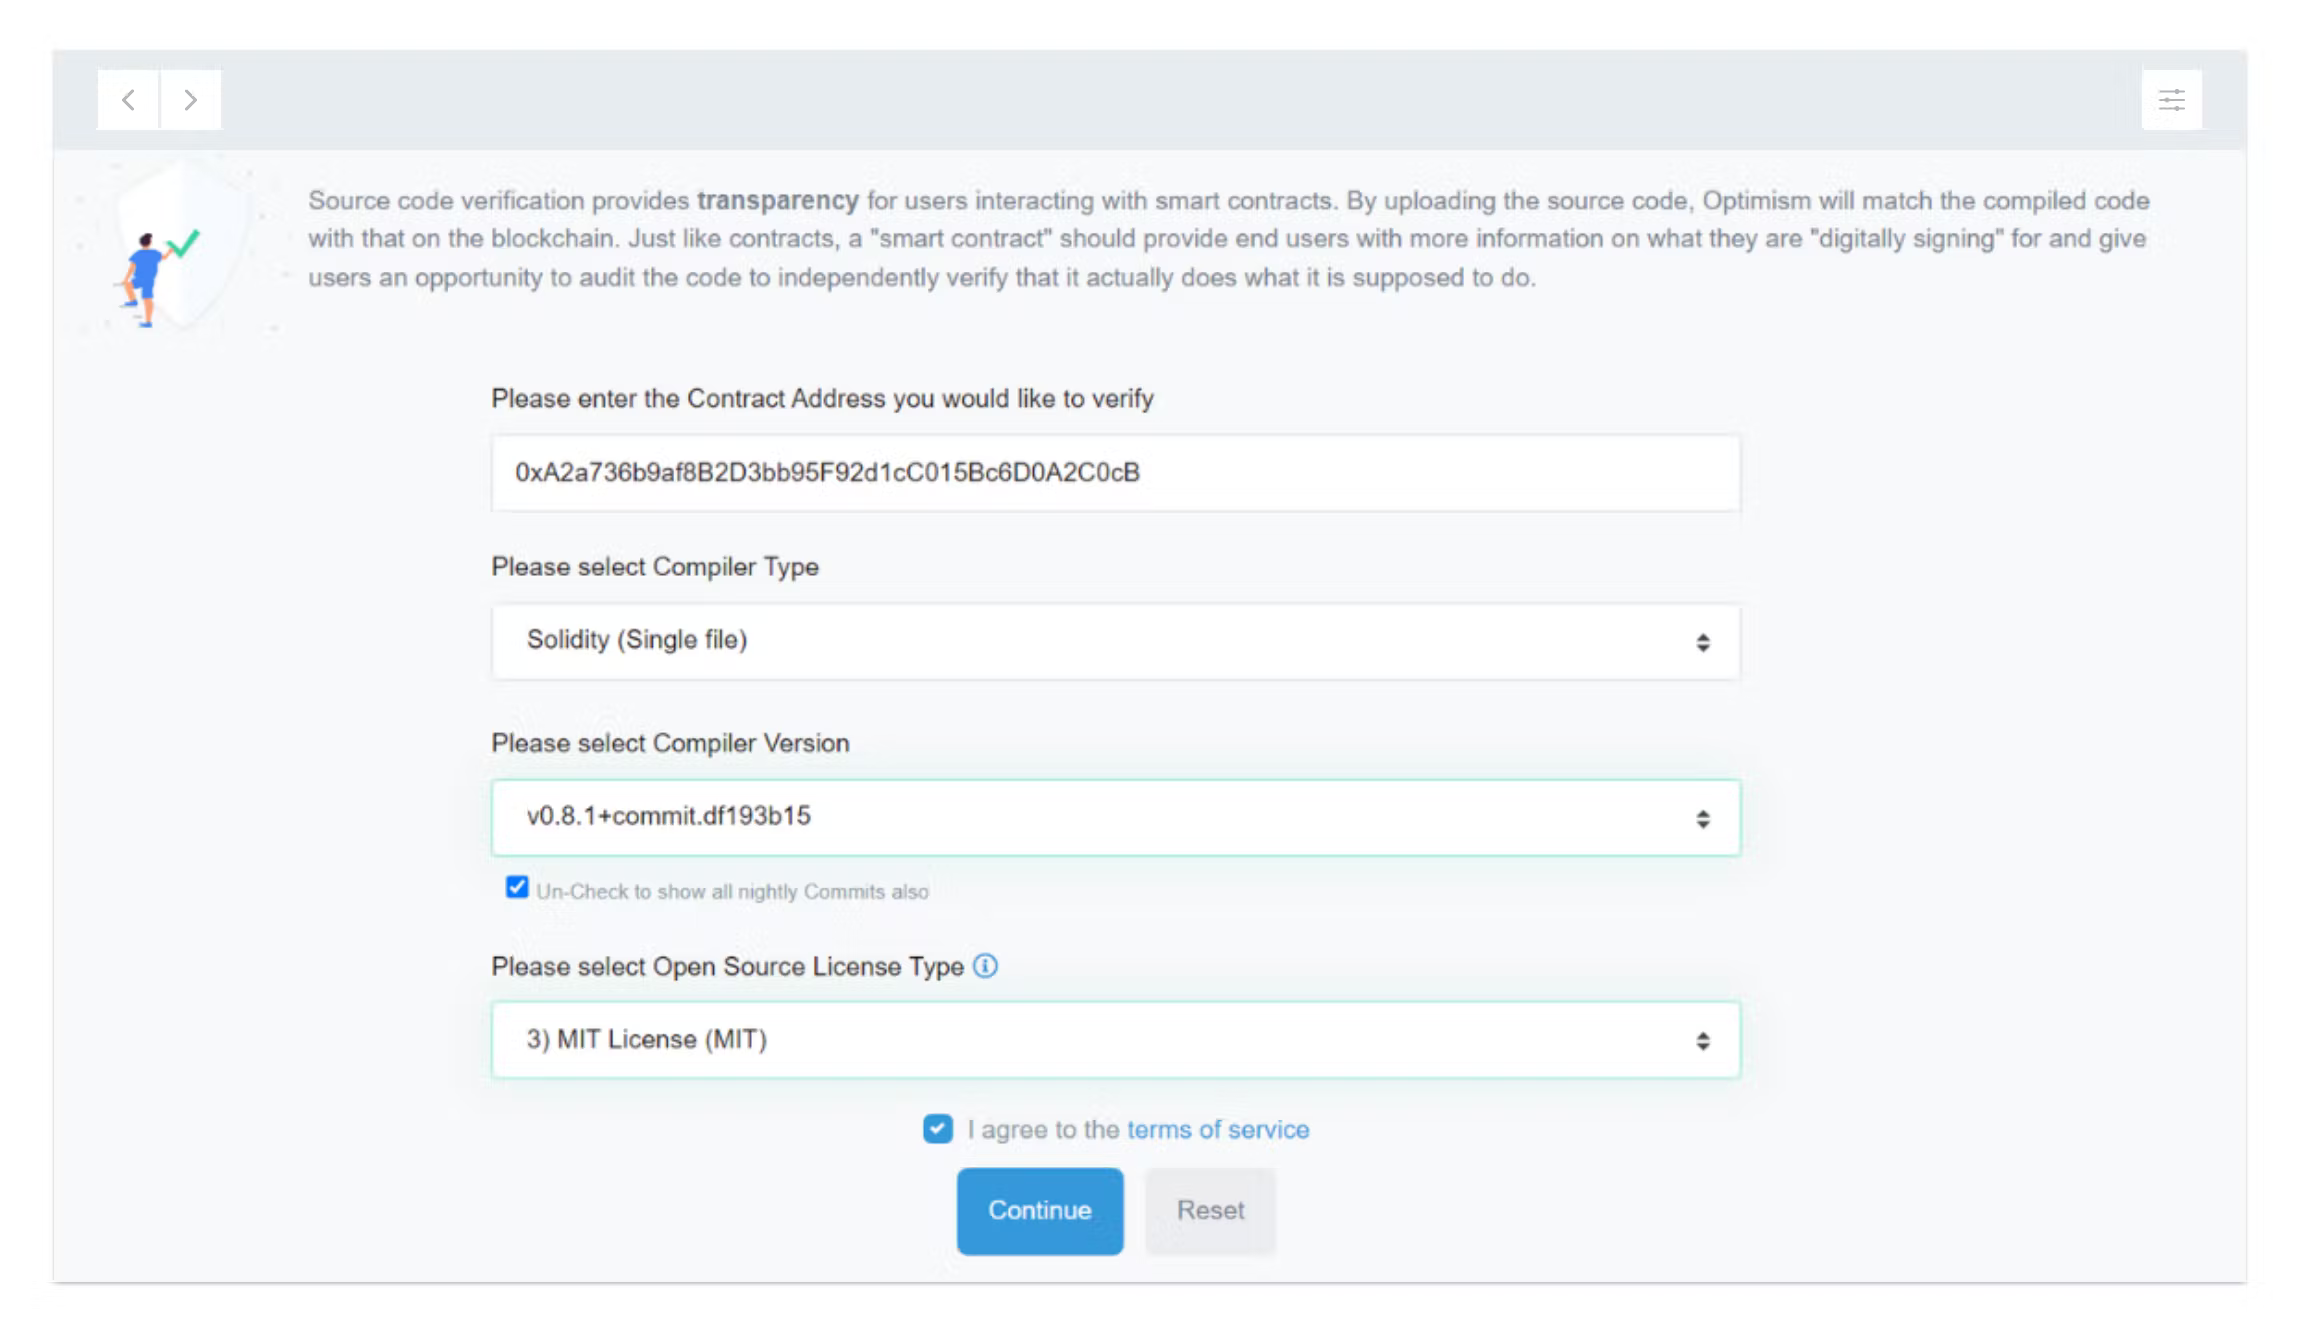 Source code verification provides transparency for users interacting with smart contracts. By uploading the source code, Optimism will match the compiled code
with that on the blockchain. Just like contracts, a "smart contract" should provide end users with more information on what they are "digitally signing" for and give
users an opportunity to audit the code to independently verify that it actually does what it is supposed to do.
Please enter the Contract Address you would like to verify
0xA2a736b9af8B2D3bb95F92d1cC015Bc6D0A2C0cB
Please select Compiler Type
Solidity (Single file)
Please select Compiler Version
v0.8.1+commit.df193b15
Un-Check to show all nightly Commits also
Please select Open Source License Type
3) MIT License (MIT)
I agree to the terms of service
Continue
Reset